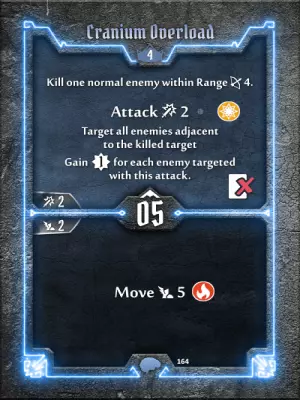 Cranium Overload
4
Kill one normal enemy within Range 4.
Attack 2
Target all enemies adjacent
to the killed target
Gain 1 for each enemy targeted
with this attack.
2
05
2
Move 5
164